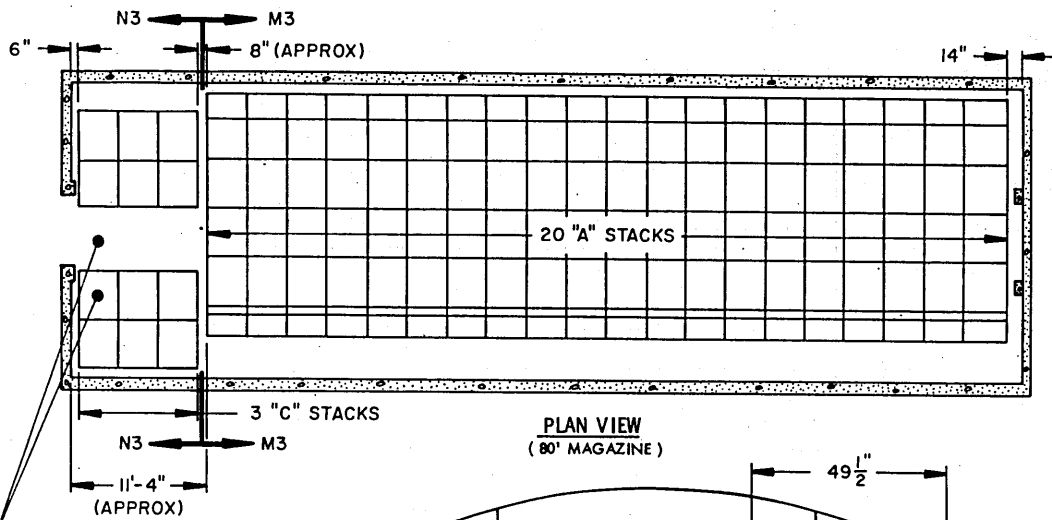 N3 M3
6" 8" (APPROX) 14"
20 "A" STACKS
3 "C" STACKS
N3 M3
PLAN VIEW
( 80' MAGAZINE )
11'-4"
(APPROX)
49 1/2"